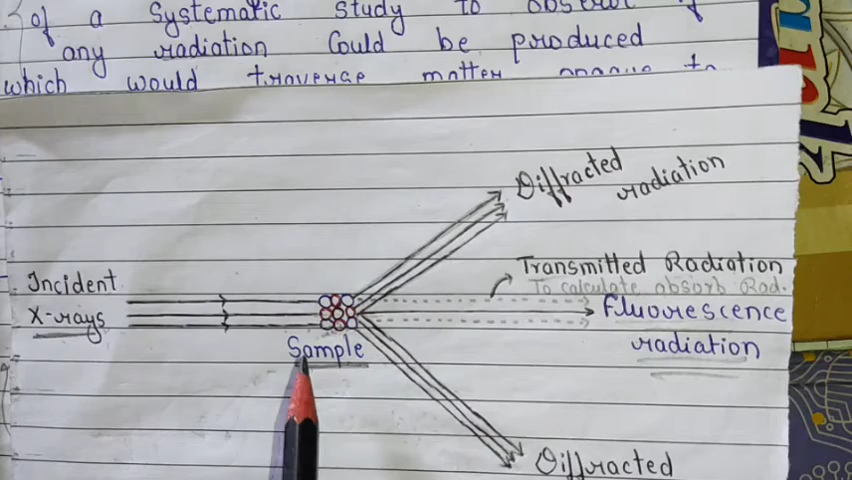 of a systematic study to
any radiation Could be produced
which would traverse matter
Diffracted
radiation
Incident
X-rays
Transmitted Radiation
To calculate absorb Rad.
Fluorescence
radiation
Sample
Diffracted